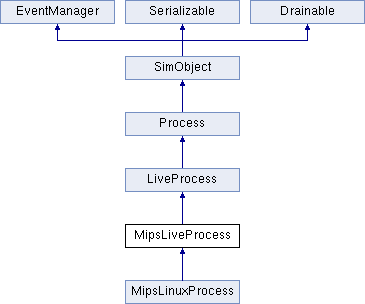 EventManager Serializable Drainable
SimObject
Process
LiveProcess
MipsLiveProcess
MipsLinuxProcess